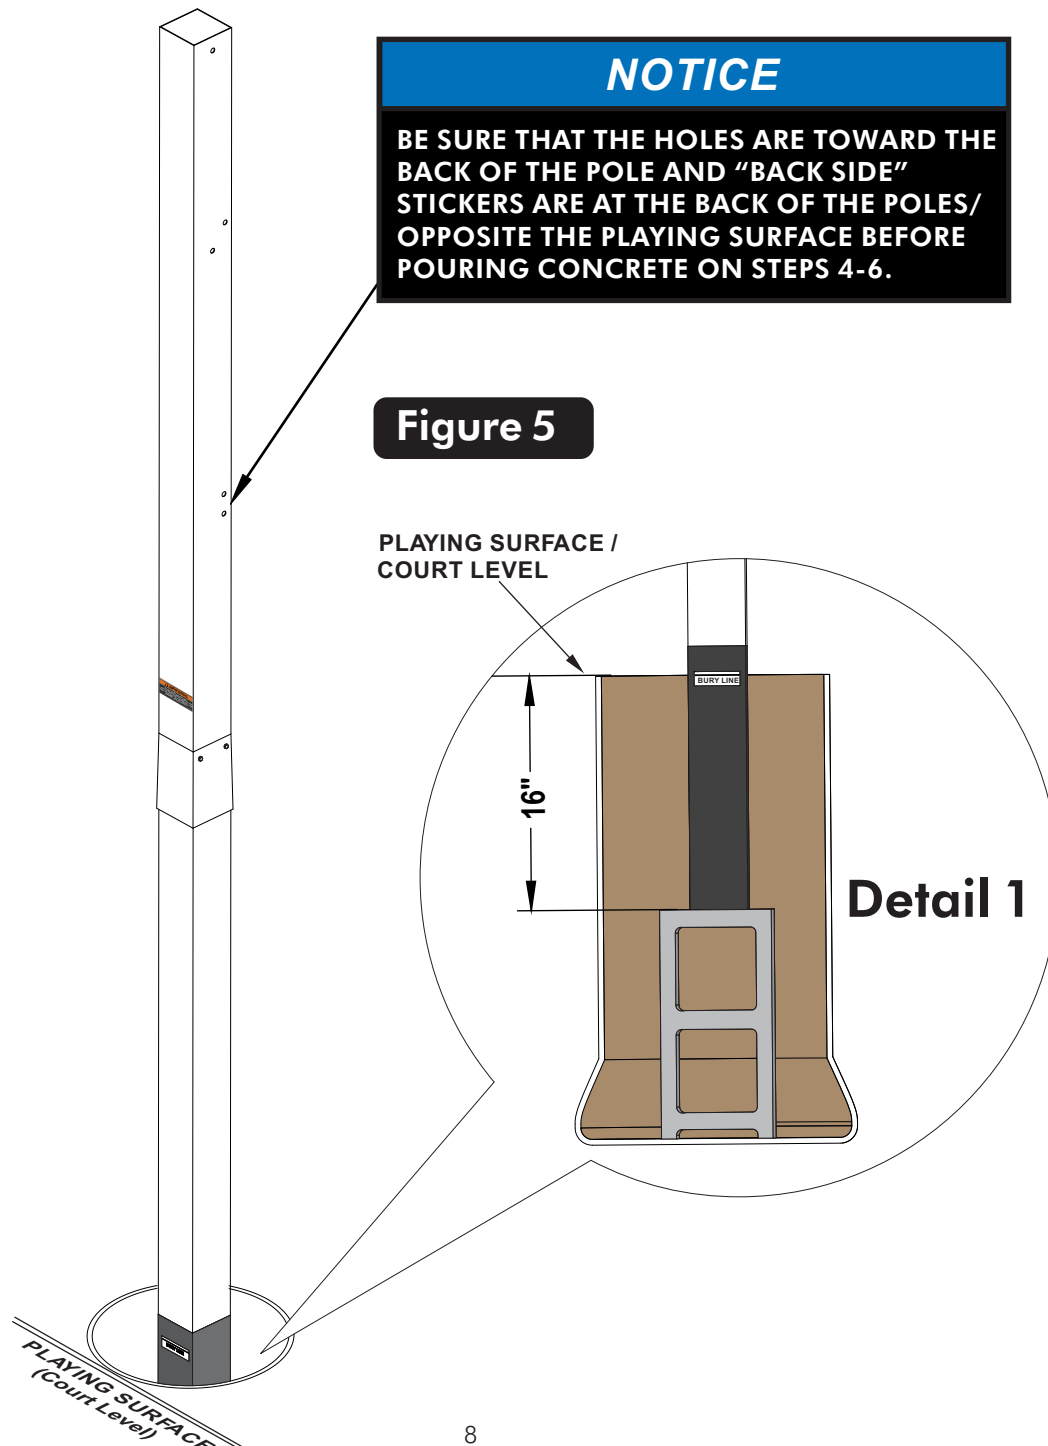 NOTICE
BE SURE THAT THE HOLES ARE TOWARD THE
BACK OF THE POLE AND “BACK SIDE”
STICKERS ARE AT THE BACK OF THE POLES/
OPPOSITE THE PLAYING SURFACE BEFORE
POURING CONCRETE ON STEPS 4-6.
Figure 5
PLAYING SURFACE /
COURT LEVEL
BURY LINE
16"
Detail 1
PLAYING SURFACE
(Court Level)
8